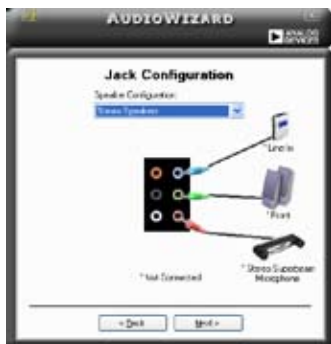 AUDIOWIZARD
ANALOG
DEVICES
Jack Configuration
Speaker Configuration:
Stereo Speakers
*Line In
*Front
*Not Connected
*Stereo Superbeam
Microphone
< Back
Next >